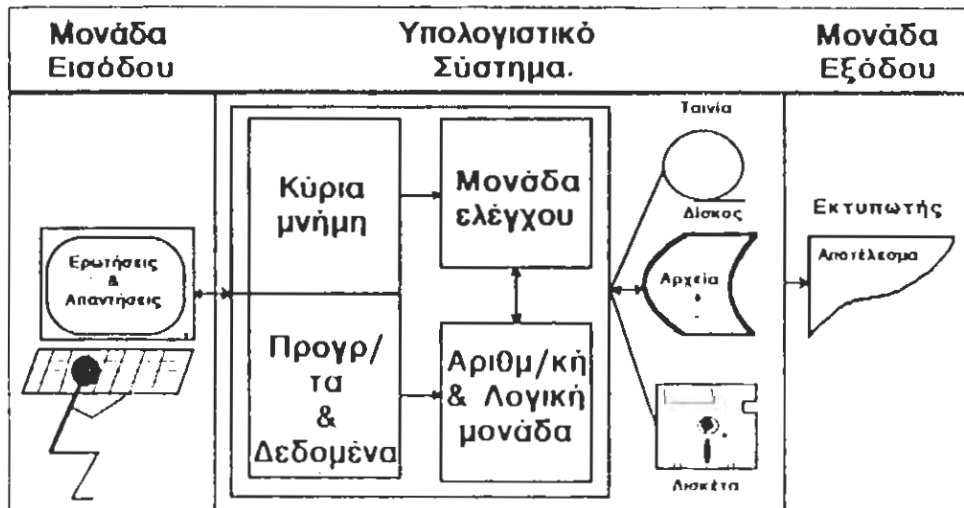 Μονάδα
Εισόδου
Υπολογιστικό
Σύστημα.
Μονάδα
Εξόδου
Ερωτήσεις
&
Απαντήσεις
Κύρια
μνήμη
Προγρ/
τα
&
Δεδομένα
Μονάδα
ελέγχου
Αριθμ/κή
& Λογική
μονάδα
Ταινία
Δίσκος
Αρχεία
Δισκέτα
Εκτυπωτής
Αποτέλεσμα